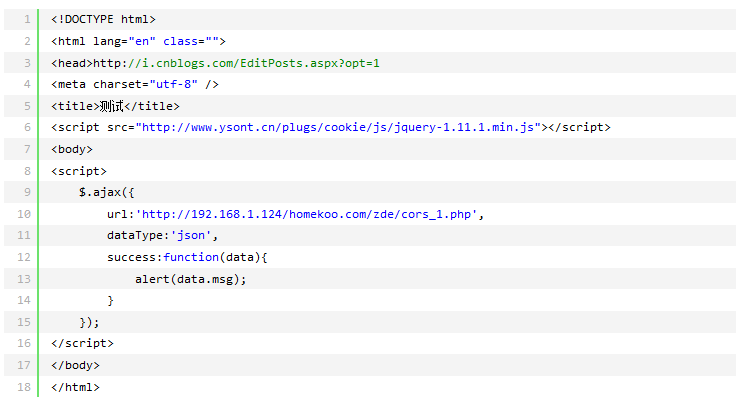 1 <!DOCTYPE html>
2 <html lang="en" class="">
3 <head>http://i.cnblogs.com/EditPosts.aspx?opt=1
4 <meta charset="utf-8" />
5 <title>测试</title>
6 <script src="http://www.ysont.cn/plugs/cookie/js/jquery-1.11.1.min.js"></script>
7 <body>
8 <script>
9     $.ajax({
10         url:'http://192.168.1.124/homekoo.com/zde/cors_1.php',
11         dataType:'json',
12         success:function(data){
13             alert(data.msg);
14         }
15     });
16 </script>
17 </body>
18 </html>